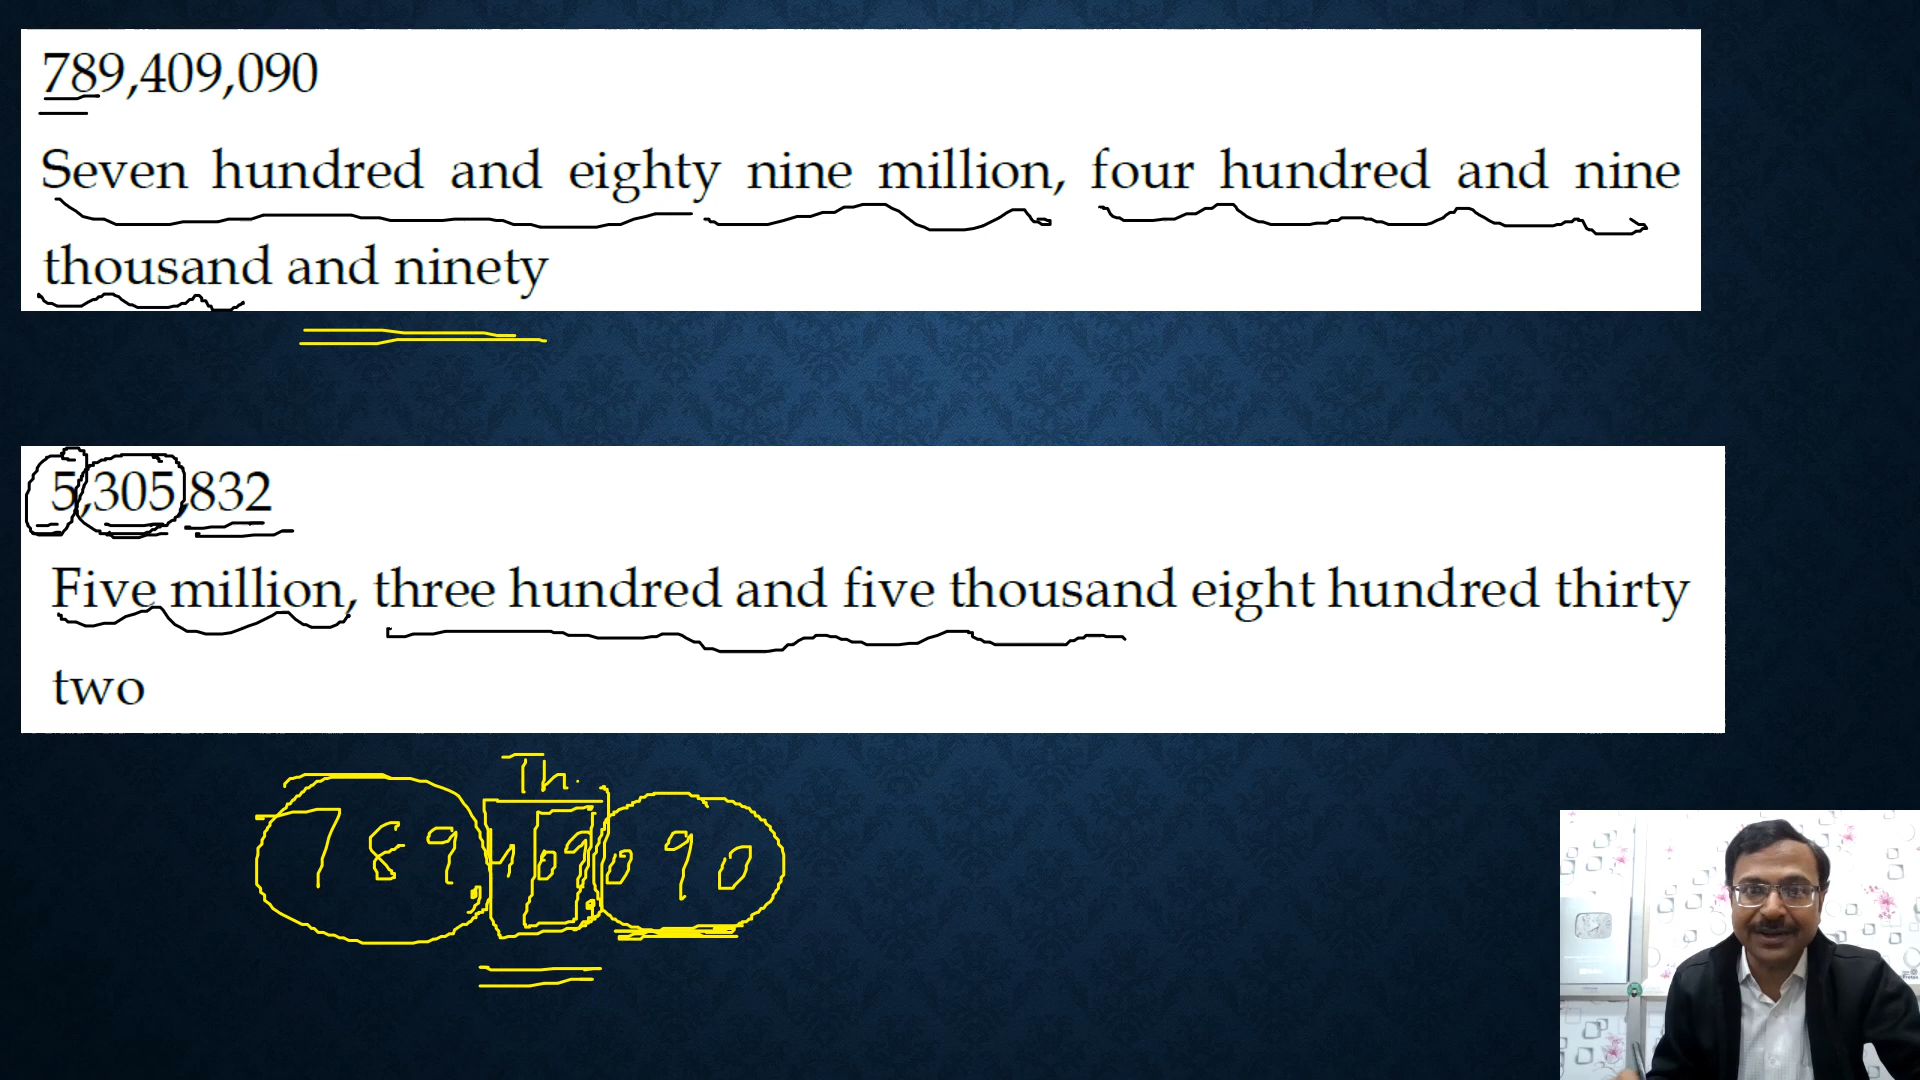 789,409,090
Seven hundred and eighty nine million, four hundred and nine
thousand and ninety
5,305,832
Five million, three hundred and five thousand eight hundred thirty
two
Th.
789,409,090